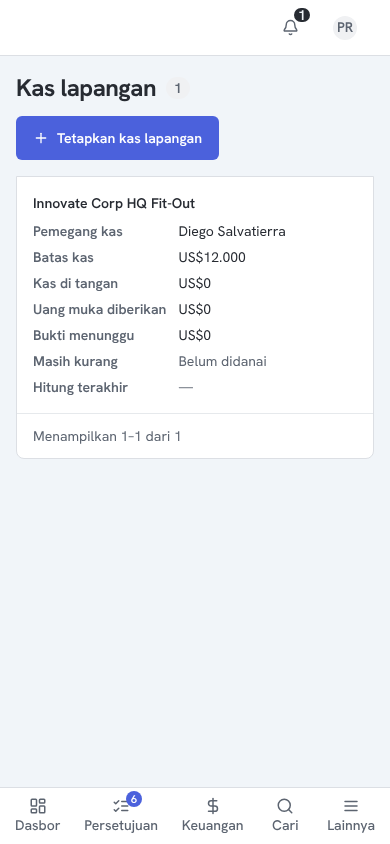 1
PR
Kas lapangan 1
Tetapkan kas lapangan
Innovate Corp HQ Fit-Out
Pemegang kas Diego Salvatierra
Batas kas US$12.000
Kas di tangan US$0
Uang muka diberikan US$0
Bukti menunggu US$0
Masih kurang Belum didanai
Hitung terakhir —
Menampilkan 1–1 dari 1
6
Dasbor Persetujuan Keuangan Cari Lainnya